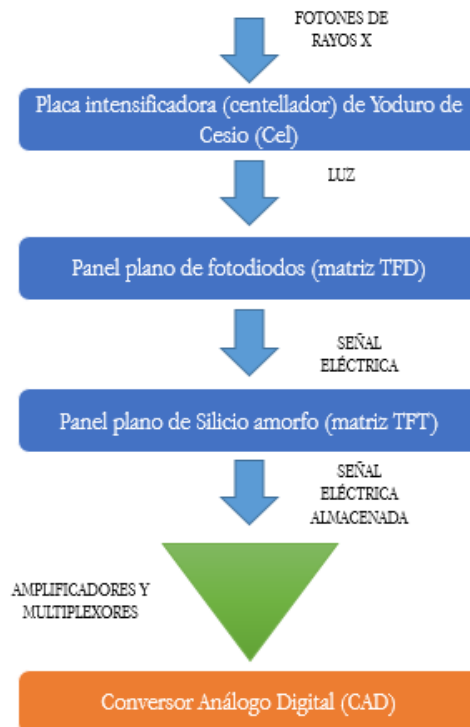 FOTONES DE
RAYOS X
Placa intensificadora (centellador) de Yoduro de
Cesio (CeI)
LUZ
Panel plano de fotodiodos (matriz TFD)
SEÑAL
ELÉCTRICA
Panel plano de Silicio amorfo (matriz TFT)
SEÑAL
ELÉCTRICA
ALMACENADA
AMPLIFICADORES Y
MULTIPLEXORES
Conversor Análogo Digital (CAD)